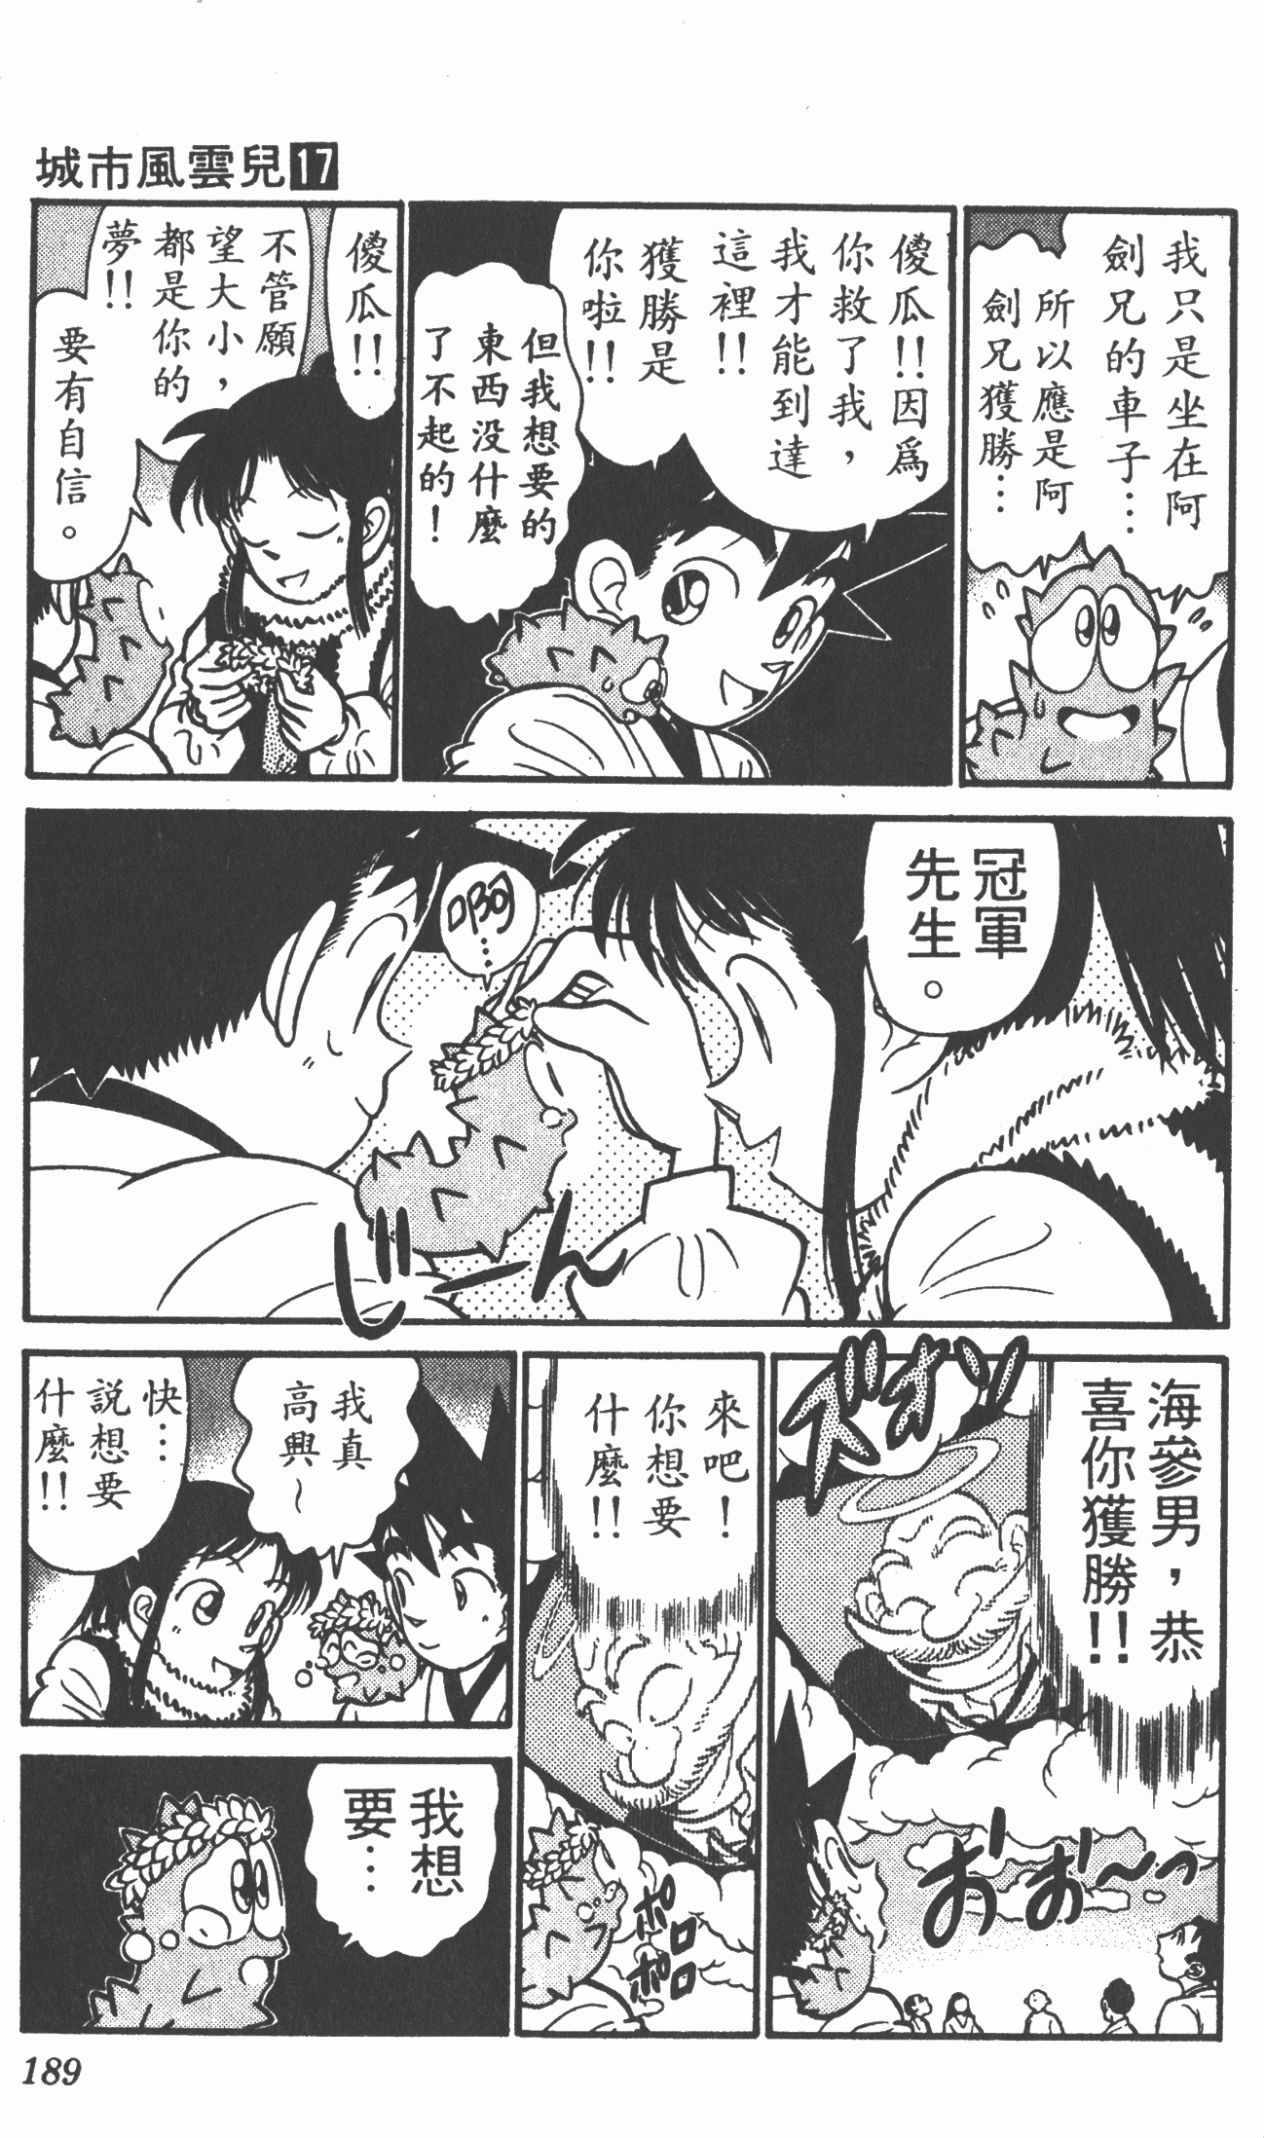 城市風雲兒17
我只是坐在阿
劍兄的車子…
所以應是阿
劍兄獲勝…
傻瓜!!因爲
你救了我，
我才能到達
這裡!!
獲勝是
你啦!!
但我想要的
東西没什麼
了不起的！
傻瓜!!
不管願
望大小，
都是你的
夢!!
要有自信。
冠軍
先生。
啊…
じーん
海參男，恭
喜你獲勝!!
ズオッ
おお〜っ
來吧！
你想要
什麼!!
ポロ
ポロ
我真
高興～
快…
說想要
什麼!!
我想
要…
189